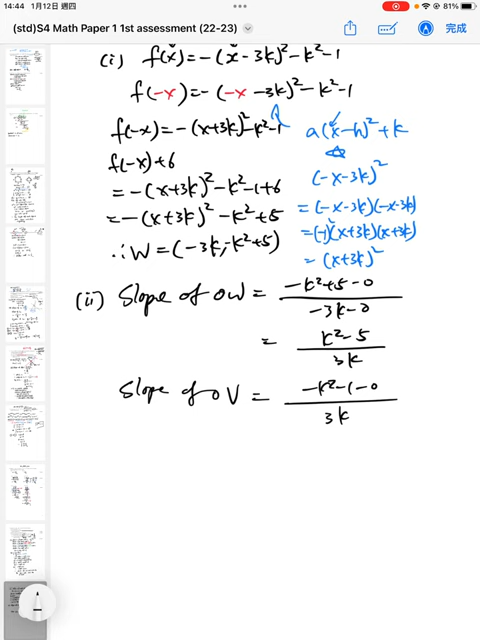 14:44 1月12日 週四 81%
(std)S4 Math Paper 1 1st assessment (22-23)
完成
(i) f(x)=-(x-3k)²-k²-1
f(-x)=-(-x-3k)²-k²-1
f(-x)=-(x+3k)²-k²-1
a(x-h)²+k
f(-x)+6
(-x-3k)²
=-(x+3k)²-k²-1+6
=(-x-3k)(-x-3k)
=-(x+3k)²-k²+5
=(-1)²(x+3k)(x+3k)
∴W=(-3k,-k²+5)
=(x+3k)²
(ii) Slope of OW = -k²+5-0
-3k-0
= k²-5
3k
Slope of OV = -k²-1-0
3k